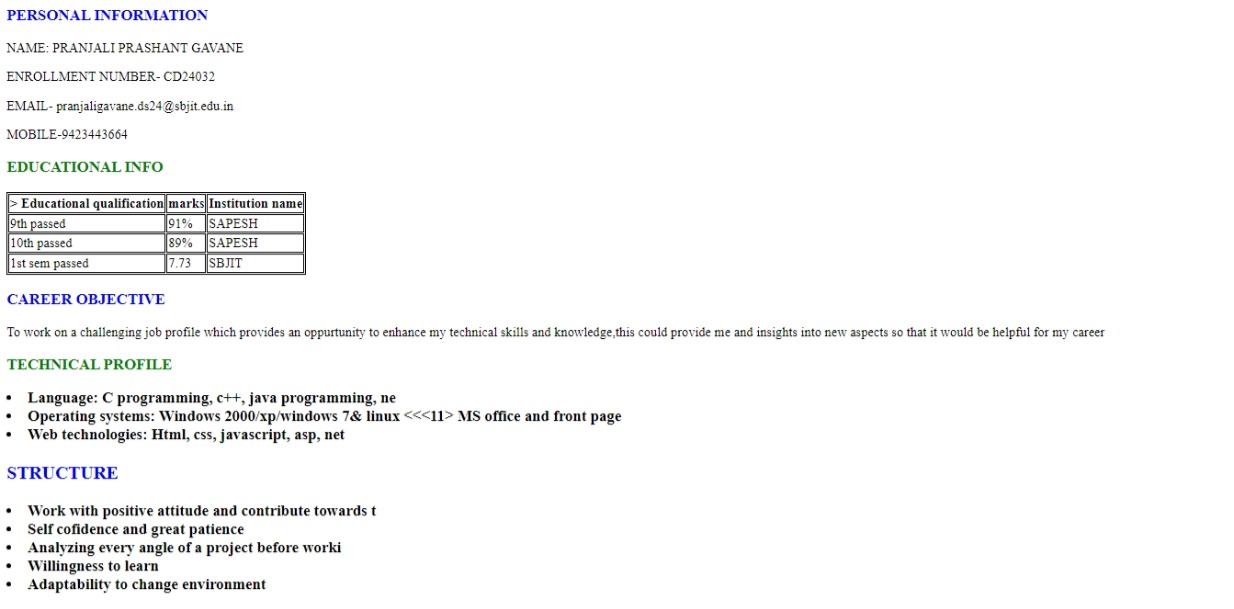 PERSONAL INFORMATION
NAME: PRANJALI PRASHANT GAVANE
ENROLLMENT NUMBER- CD24032
EMAIL- pranjaligavane.ds24@sbjit.edu.in
MOBILE-9423443664
EDUCATIONAL INFO
> Educational qualification marks Institution name
9th passed 91% SAPESH
10th passed 89% SAPESH
1st sem passed 7.73 SBJIT
CAREER OBJECTIVE
To work on a challenging job profile which provides an oppurtunity to enhance my technical skills and knowledge,this could provide me and insights into new aspects so that it would be helpful for my career
TECHNICAL PROFILE
• Language: C programming, c++, java programming, ne
• Operating systems: Windows 2000/xp/windows 7& linux <<<11> MS office and front page
• Web technologies: Html, css, javascript, asp, net
STRUCTURE
• Work with positive attitude and contribute towards t
• Self cofidence and great patience
• Analyzing every angle of a project before worki
• Willingness to learn
• Adaptability to change environment